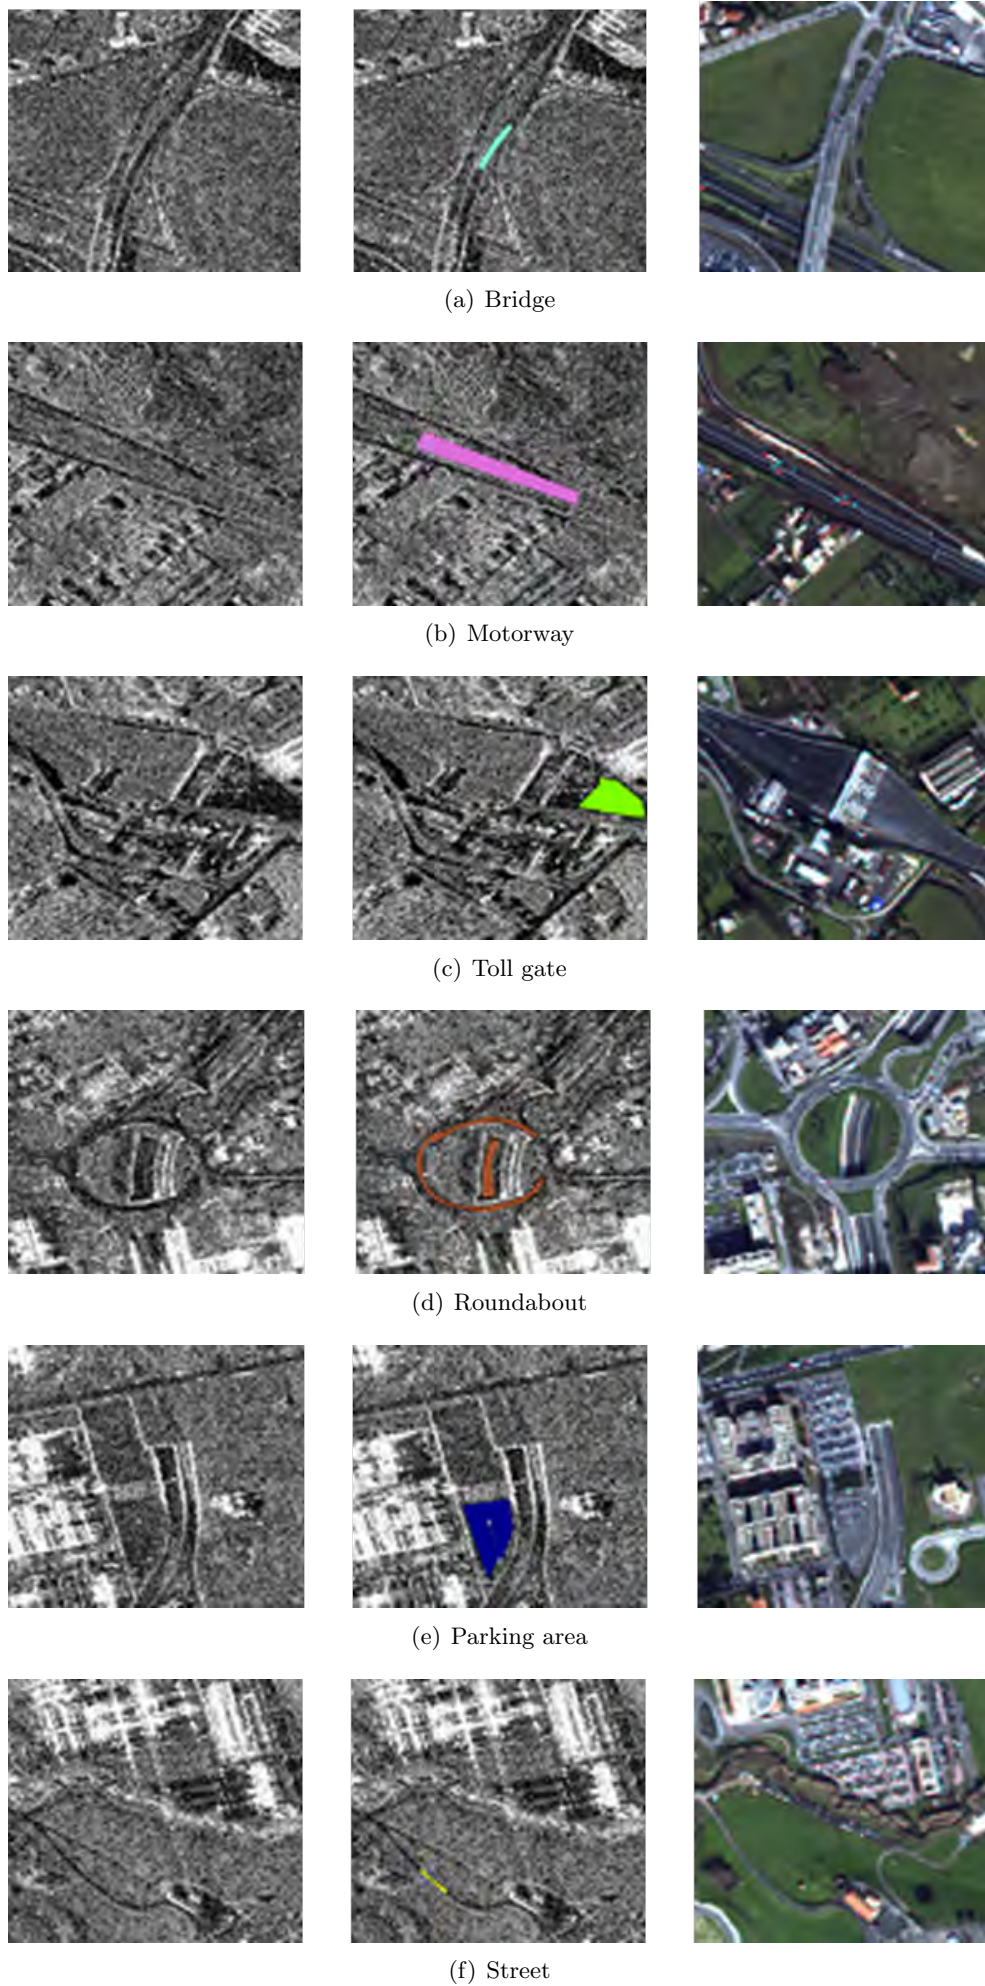 (a) Bridge
(b) Motorway
(c) Toll gate
(d) Roundabout
(e) Parking area
(f) Street